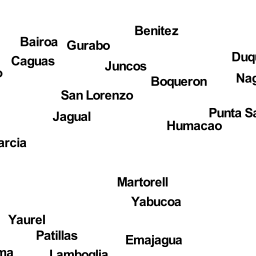 Benitez
Bairoa
Gurabo
Duq
Caguas
Juncos
Nag
Boqueron
San Lorenzo
Jagual
Punta Sa
Humacao
arcia
Martorell
Yabucoa
Yaurel
Patillas
Emajagua
ma
Lamboglia